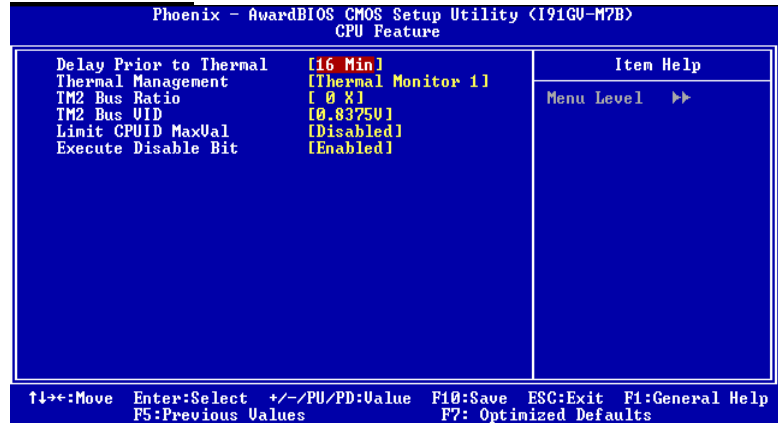 Phoenix - AwardBIOS CMOS Setup Utility (I91GV-M7B)
CPU Feature
Delay Prior to Thermal [16 Min]
Thermal Management [Thermal Monitor 1]
TM2 Bus Ratio [ 0 X]
TM2 Bus VID [0.8375V]
Limit CPUID MaxVal [Disabled]
Execute Disable Bit [Enabled]
Item Help
Menu Level ▶▶
↑↓→←:Move Enter:Select +/-/PU/PD:Value F10:Save ESC:Exit F1:General Help
F5:Previous Values F7: Optimized Defaults